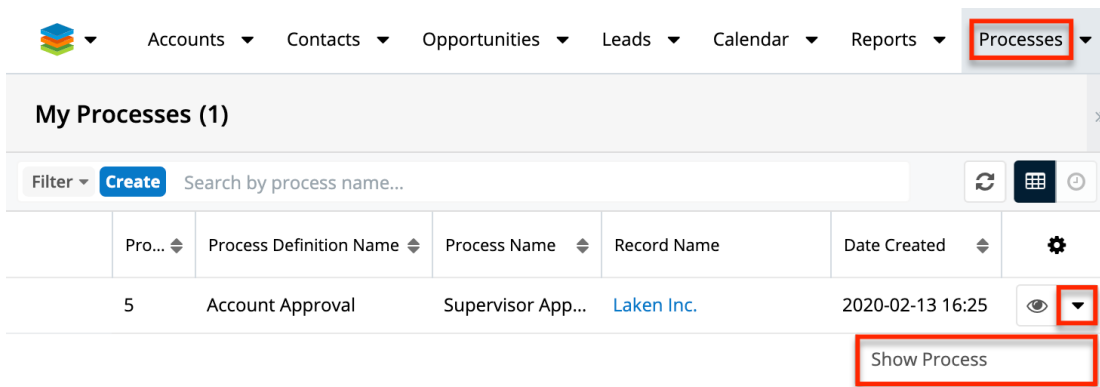 Accounts Contacts Opportunities Leads Calendar Reports Processes
My Processes (1)
Filter Create Search by process name...
Pro... Process Definition Name Process Name Record Name Date Created
5 Account Approval Supervisor App... Laken Inc. 2020-02-13 16:25
Show Process